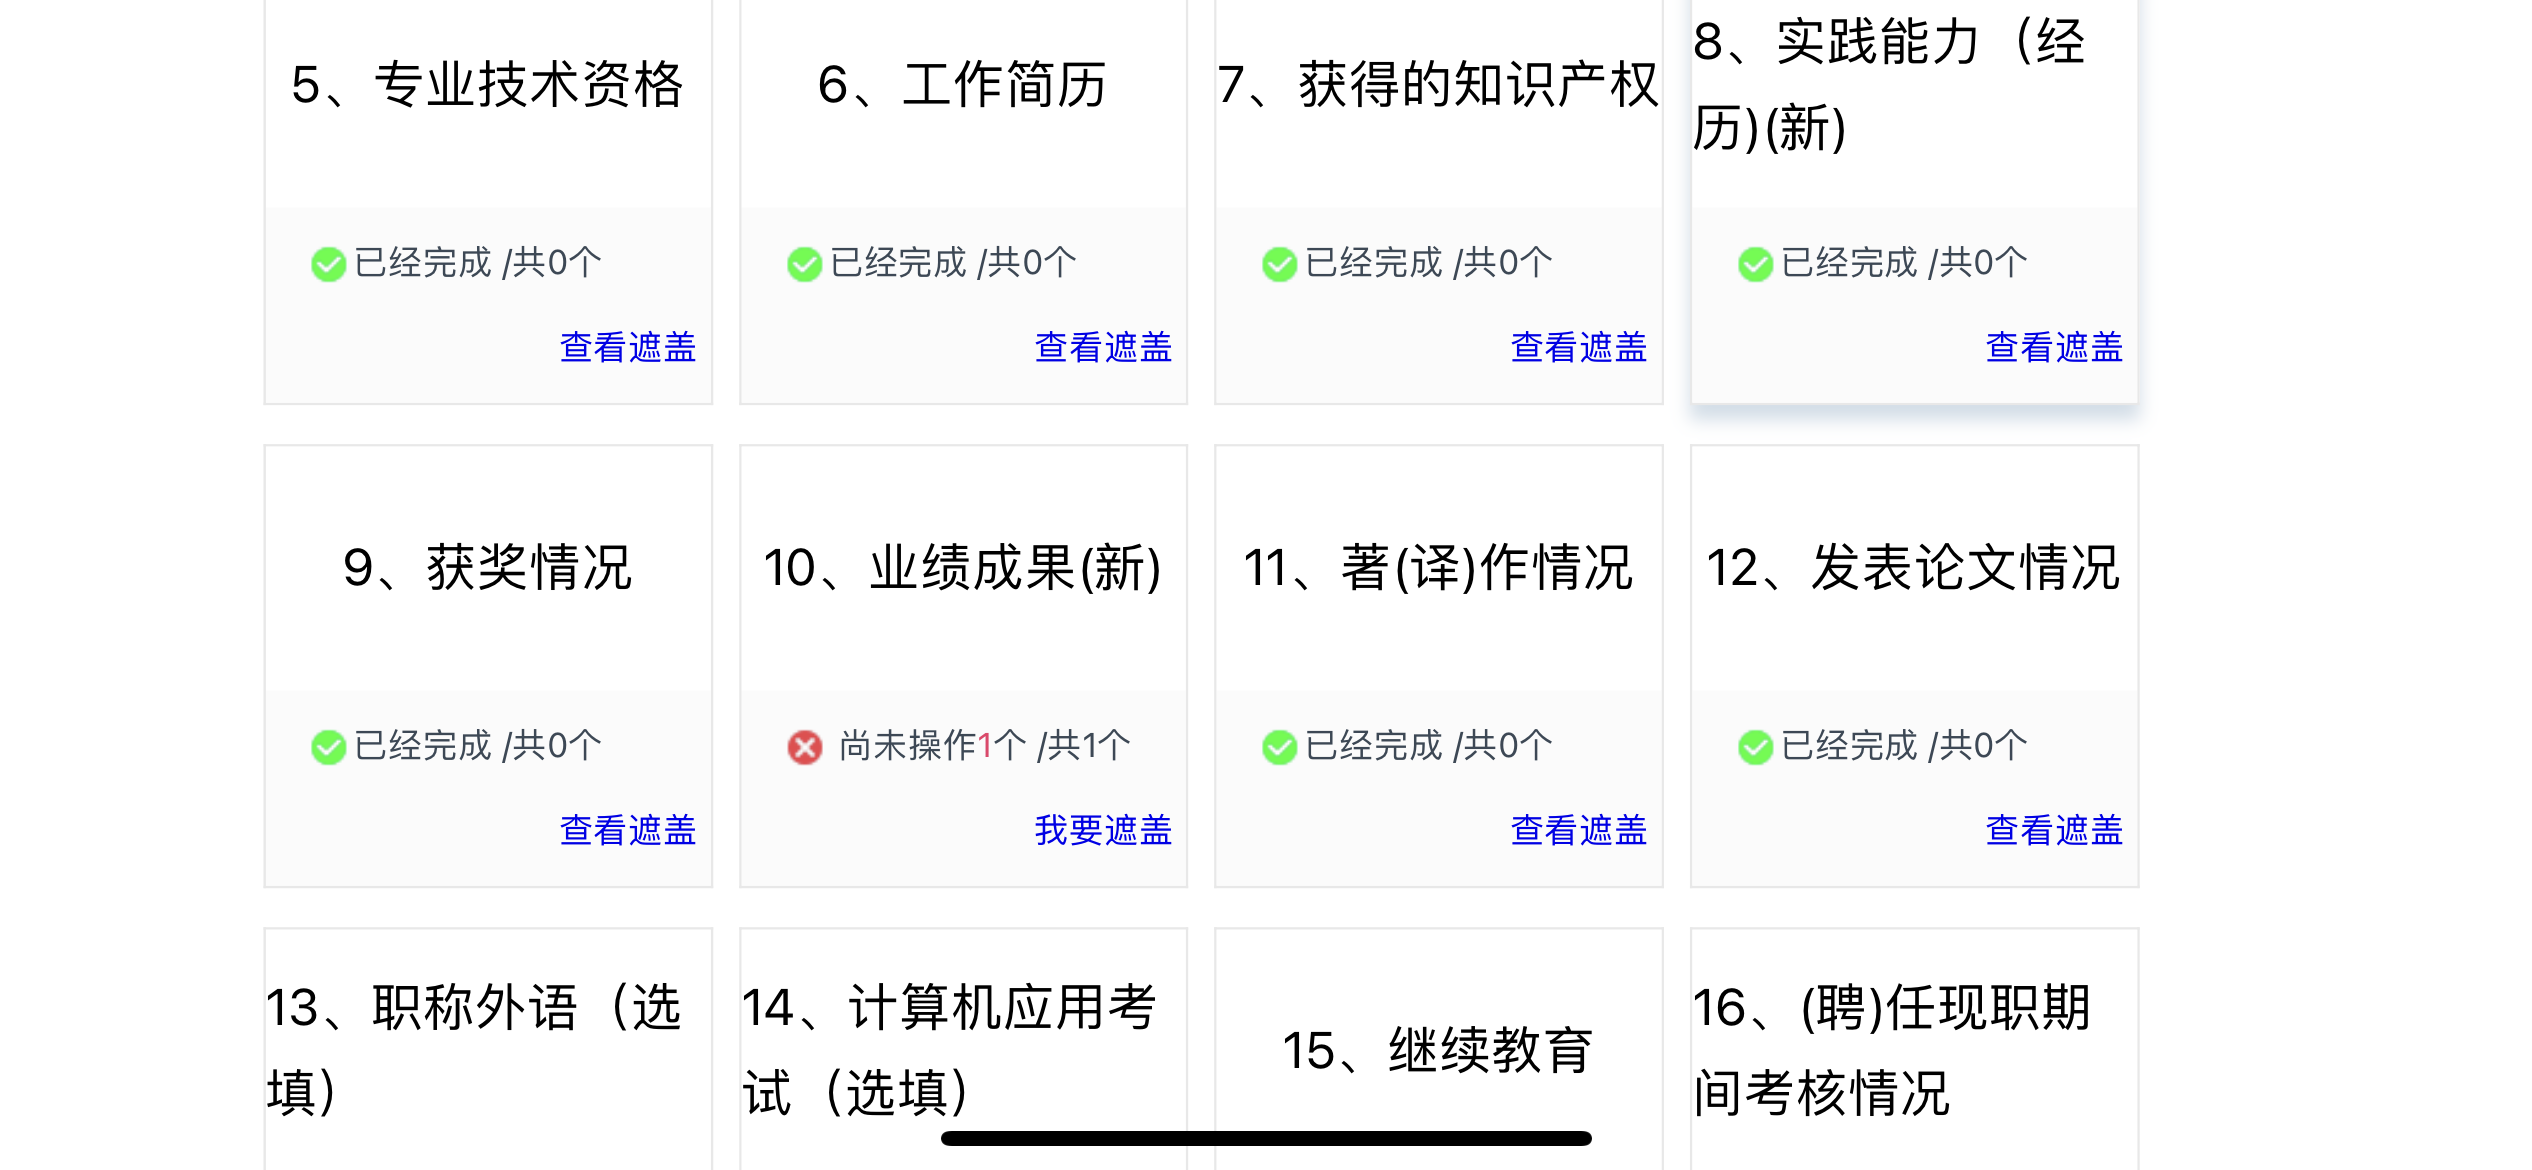 5、专业技术资格
6、工作简历
7、获得的知识产权
8、实践能力（经
历)(新)
已经完成 /共0个
查看遮盖
已经完成 /共0个
查看遮盖
已经完成 /共0个
查看遮盖
已经完成 /共0个
查看遮盖
9、获奖情况
10、业绩成果(新)
11、著(译)作情况
12、发表论文情况
已经完成 /共0个
查看遮盖
尚未操作1个 /共1个
我要遮盖
已经完成 /共0个
查看遮盖
已经完成 /共0个
查看遮盖
13、职称外语（选
填）
14、计算机应用考
试（选填）
15、继续教育
16、(聘)任现职期
间考核情况